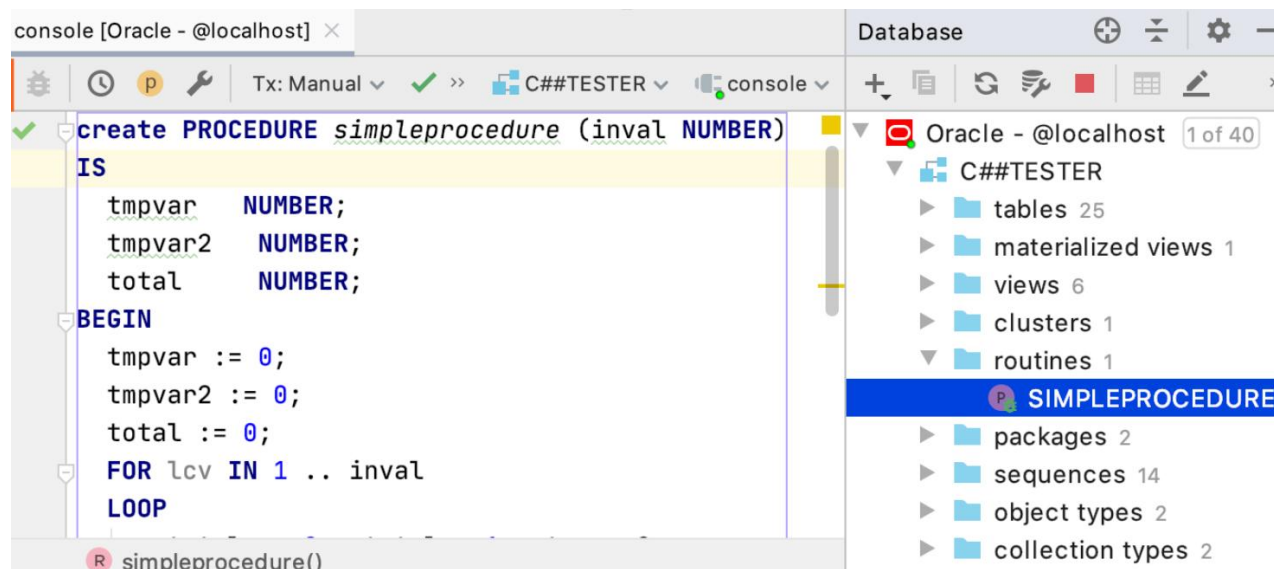 console [Oracle - @localhost]
Database
Tx: Manual
C##TESTER
console
create PROCEDURE simpleprocedure (inval NUMBER)
IS
tmpvar NUMBER;
tmpvar2 NUMBER;
total NUMBER;
BEGIN
tmpvar := 0;
tmpvar2 := 0;
total := 0;
FOR lcv IN 1 .. inval
LOOP
R simpleprocedure()
Oracle - @localhost 1 of 40
C##TESTER
tables 25
materialized views 1
views 6
clusters 1
routines 1
P SIMPLEPROCEDURE
packages 2
sequences 14
object types 2
collection types 2